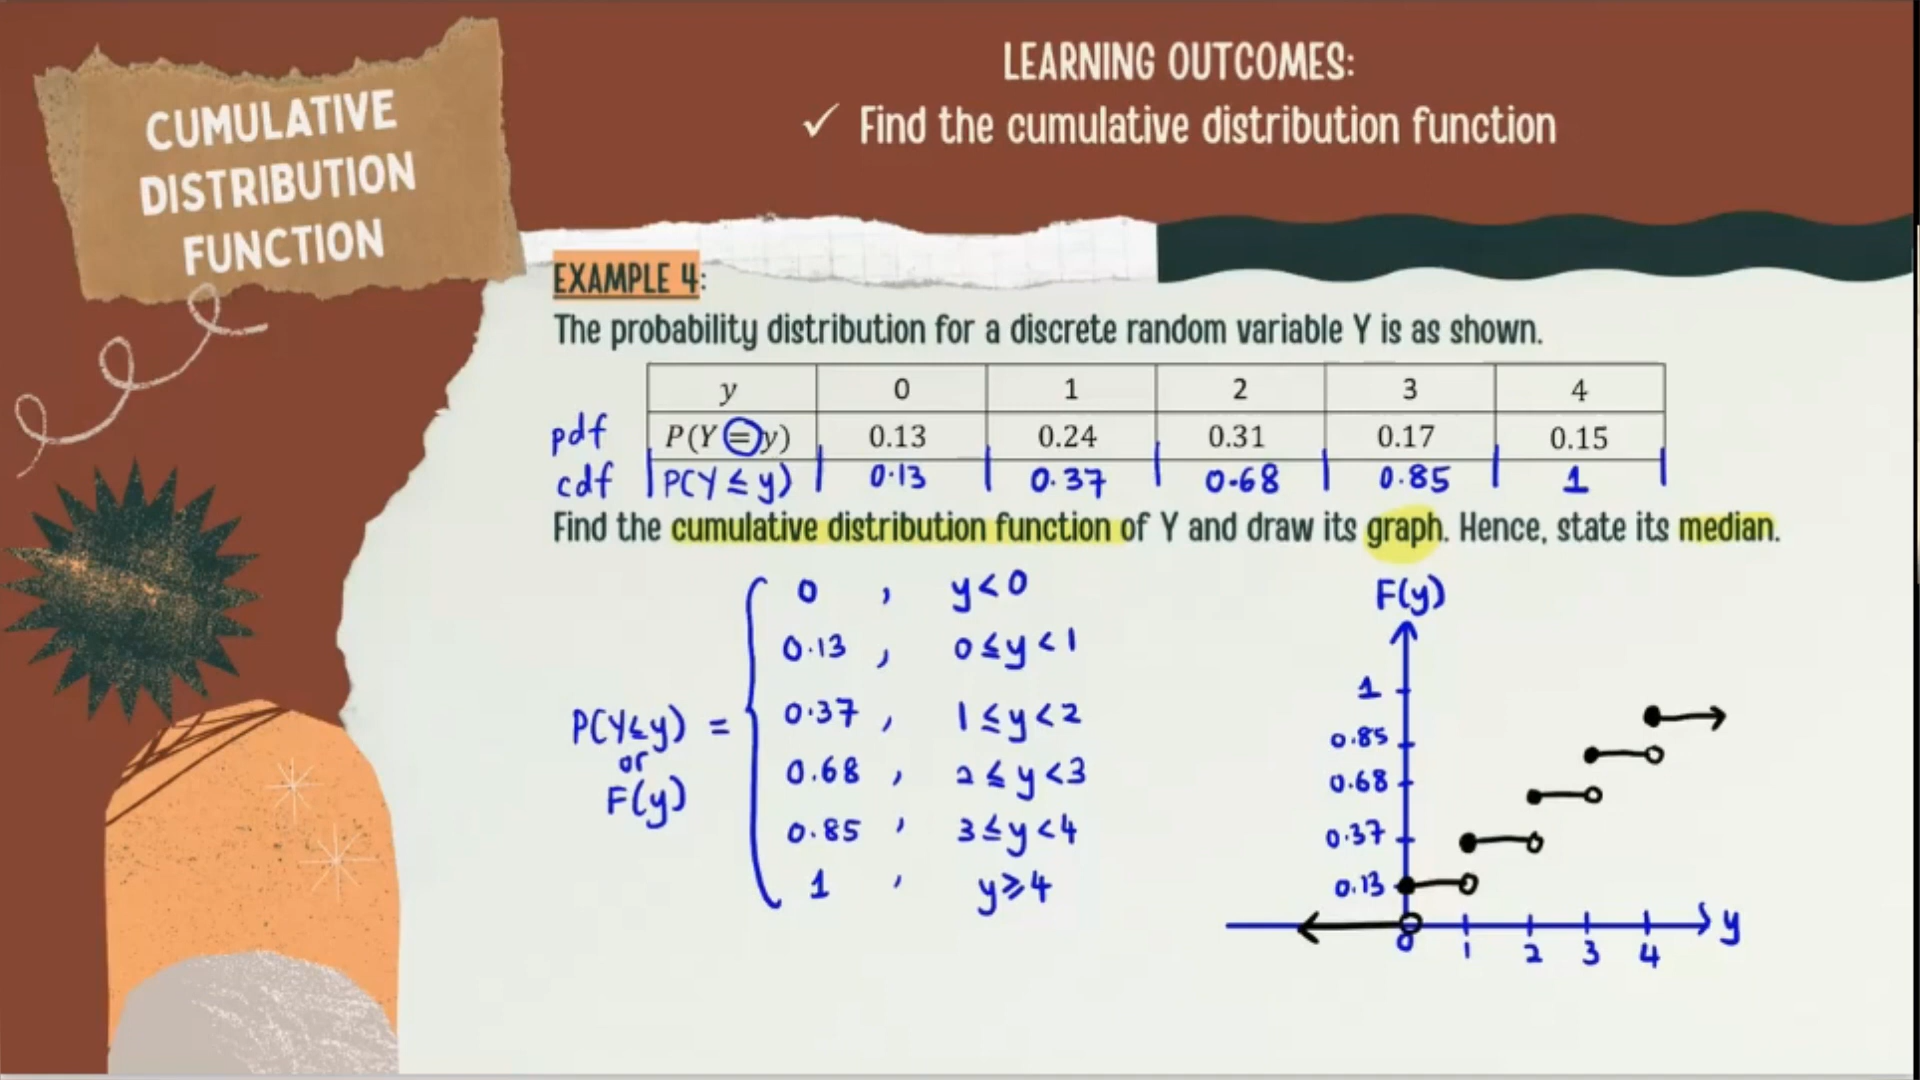 CUMULATIVE
DISTRIBUTION
FUNCTION
LEARNING OUTCOMES:
✓ Find the cumulative distribution function
EXAMPLE 4:
The probability distribution for a discrete random variable Y is as shown.
y 0 1 2 3 4
pdf P(Y = y) 0.13 0.24 0.31 0.17 0.15
cdf P(Y ≤ y) 0.13 0.37 0.68 0.85 1
Find the cumulative distribution function of Y and draw its graph. Hence, state its median.
P(Y≤y) =
or
F(y)
0 , y<0
0.13 , 0≤y<1
0.37 , 1≤y<2
0.68 , 2≤y<3
0.85 , 3≤y<4
1 , y≥4
F(y)
1
0.85
0.68
0.37
0.13
0 1 2 3 4 y